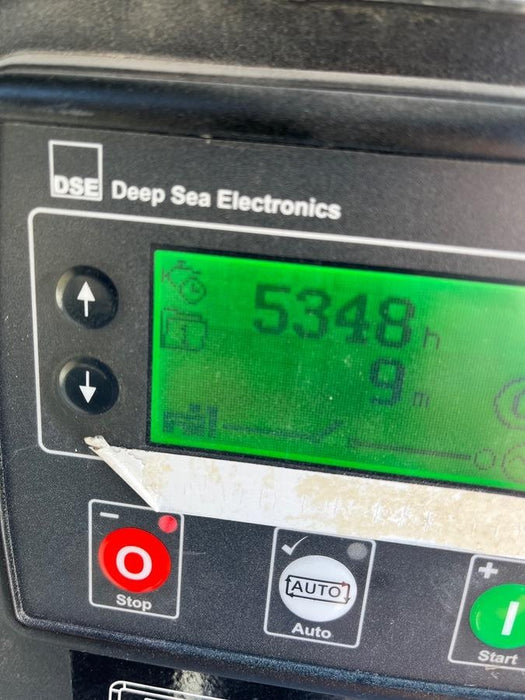 DSE Deep Sea Electronics
5348 h
9 m
O
Stop
AUTO
Auto
I
Start